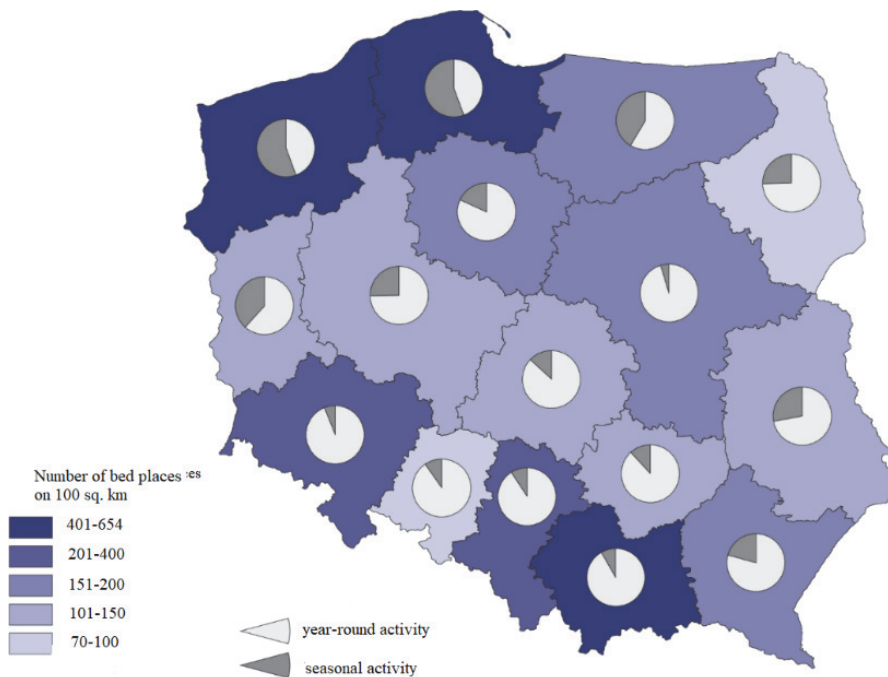 Number of bed places :es
on 100 sq. km
401-654
201-400
151-200
101-150
70-100
year-round activity
seasonal activity